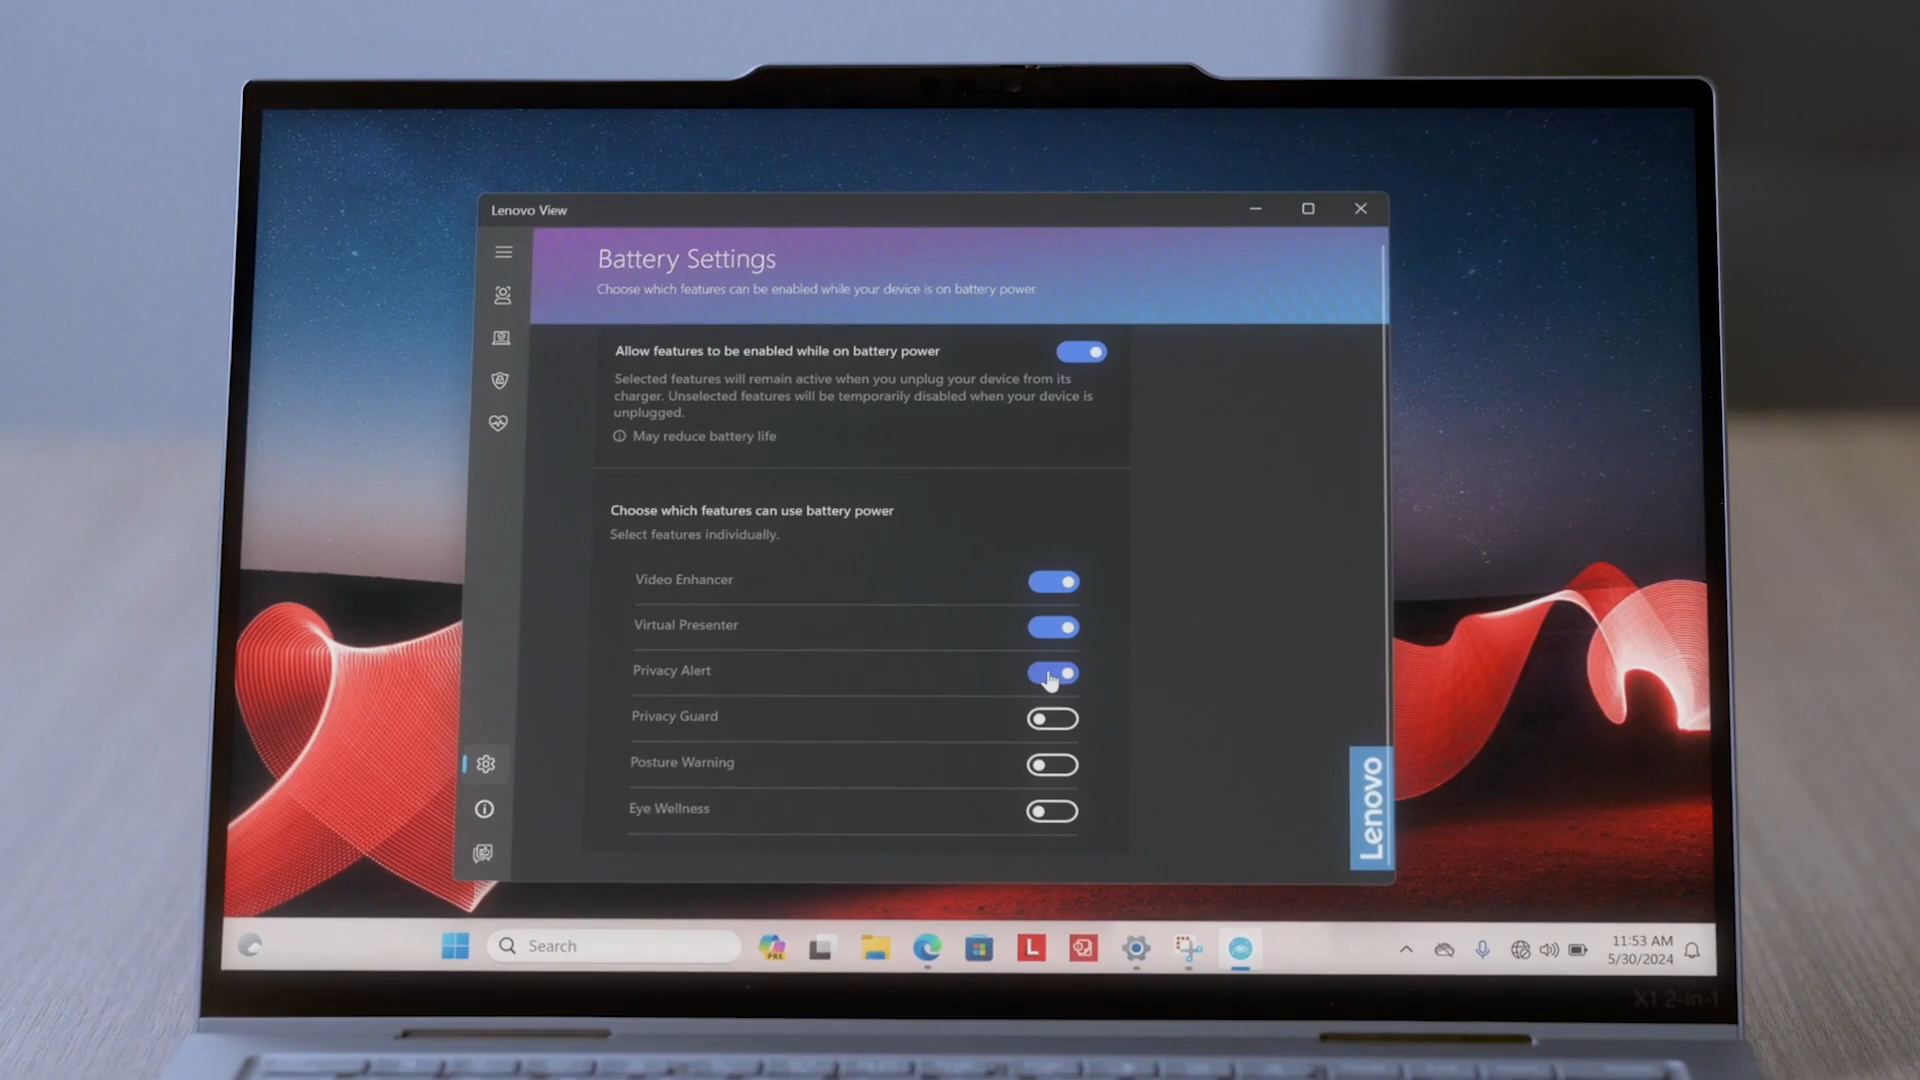 Lenovo View
Battery Settings
Choose which features can be enabled while your device is on battery power.
Allow features to be enabled while on battery power
Selected features will remain active when you unplug your device from its
charger. Unselected features will be temporarily disabled when your device is
unplugged.
May reduce battery life
Choose which features can use battery power
Select features individually.
Video Enhancer
Virtual Presenter
Privacy Alert
Privacy Guard
Posture Warning
Eye Wellness
Lenovo
Search
PRE
L
11:53 AM
5/30/2024
X1 2-in-1